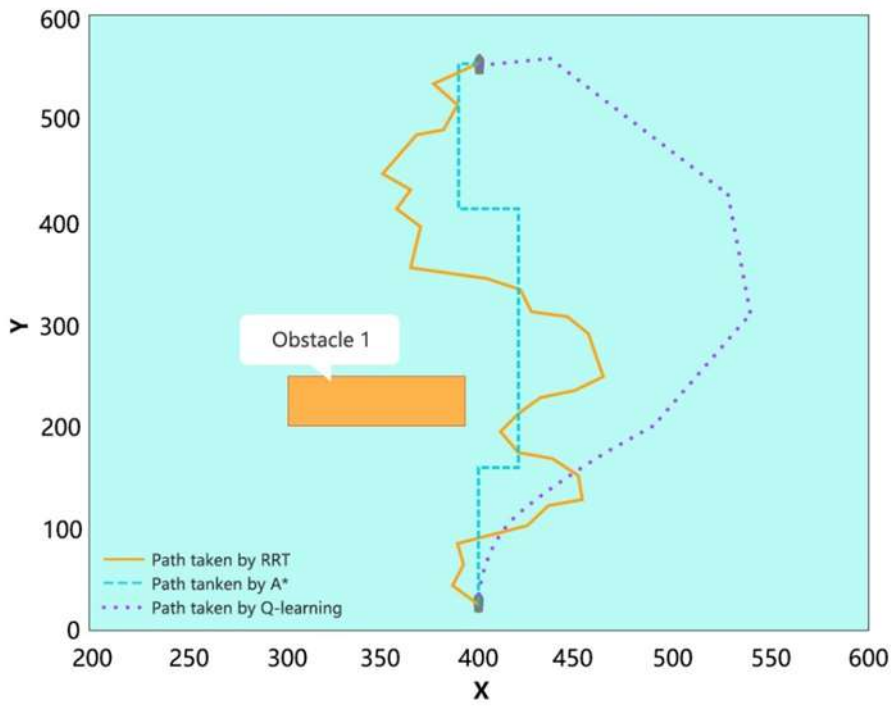 600
500
400
300
200
100
0
Y
Obstacle 1
Path taken by RRT
Path tanken by A*
Path taken by Q-learning
200 250 300 350 400 450 500 550 600
X